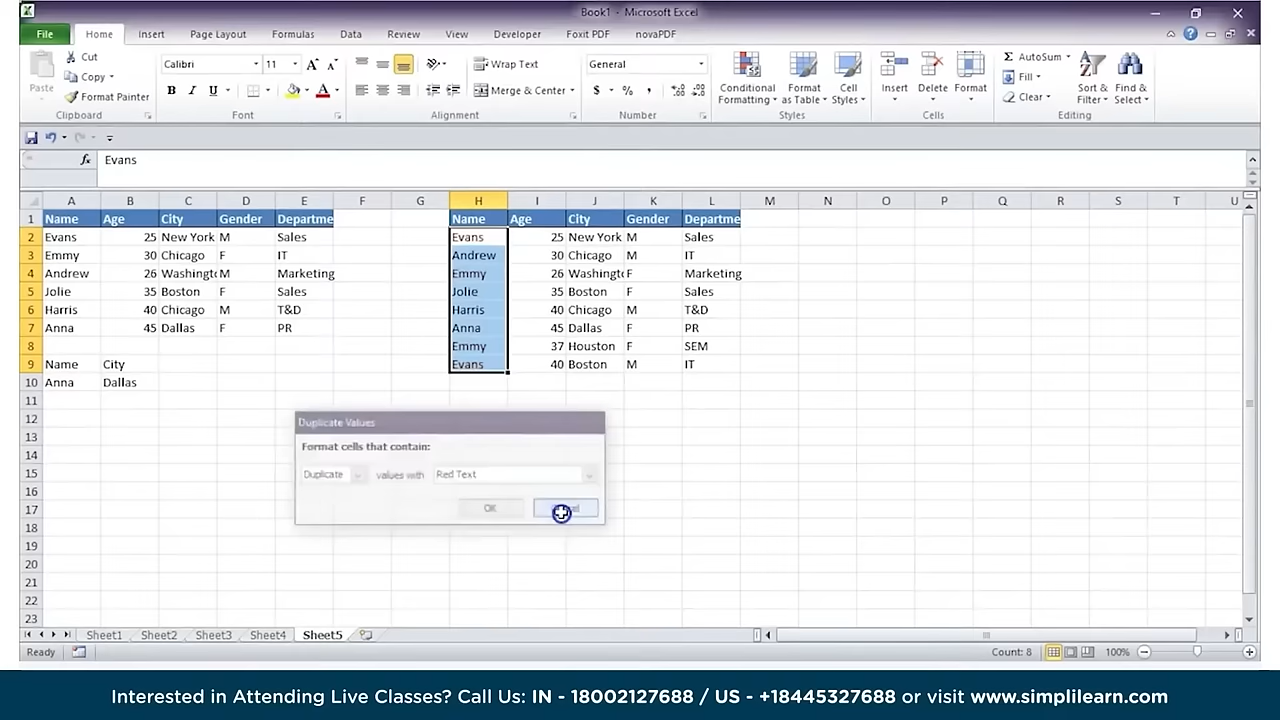 Book1 - Microsoft Excel
File Home Insert Page Layout Formulas Data Review View Developer Foxit PDF novaPDF
Paste Cut Copy Format Painter Clipboard
Calibri 11 B I U A Font
Wrap Text Merge & Center Alignment
General $ % , Number
Conditional Formatting Format as Table Cell Styles Styles
Insert Delete Format Cells
AutoSum Fill Clear Sort & Filter Find & Select Editing
fx Evans
A B C D E F G H I J K L M N O P Q R S T U
1 Name Age City Gender Departme Name Age City Gender Departme
2 Evans 25 New York M Sales Evans 25 New York M Sales
3 Emmy 30 Chicago F IT Andrew 30 Chicago M IT
4 Andrew 26 Washingt M Marketing Emmy 26 Washingt F Marketing
5 Jolie 35 Boston F Sales Jolie 35 Boston F Sales
6 Harris 40 Chicago M T&D Harris 40 Chicago M T&D
7 Anna 45 Dallas F PR Anna 45 Dallas F PR
8 Emmy 37 Houston F SEM
9 Name City Evans 40 Boston M IT
10 Anna Dallas
11
12
13
14
15
16
17
18
19
20
21
22
23
Duplicate Values
Format cells that contain:
Duplicate values with Red Text
OK
Sheet1 Sheet2 Sheet3 Sheet4 Sheet5
Ready Count: 8 100%
Interested in Attending Live Classes? Call Us: IN - 18002127688 / US - +18445327688 or visit www.simplilearn.com